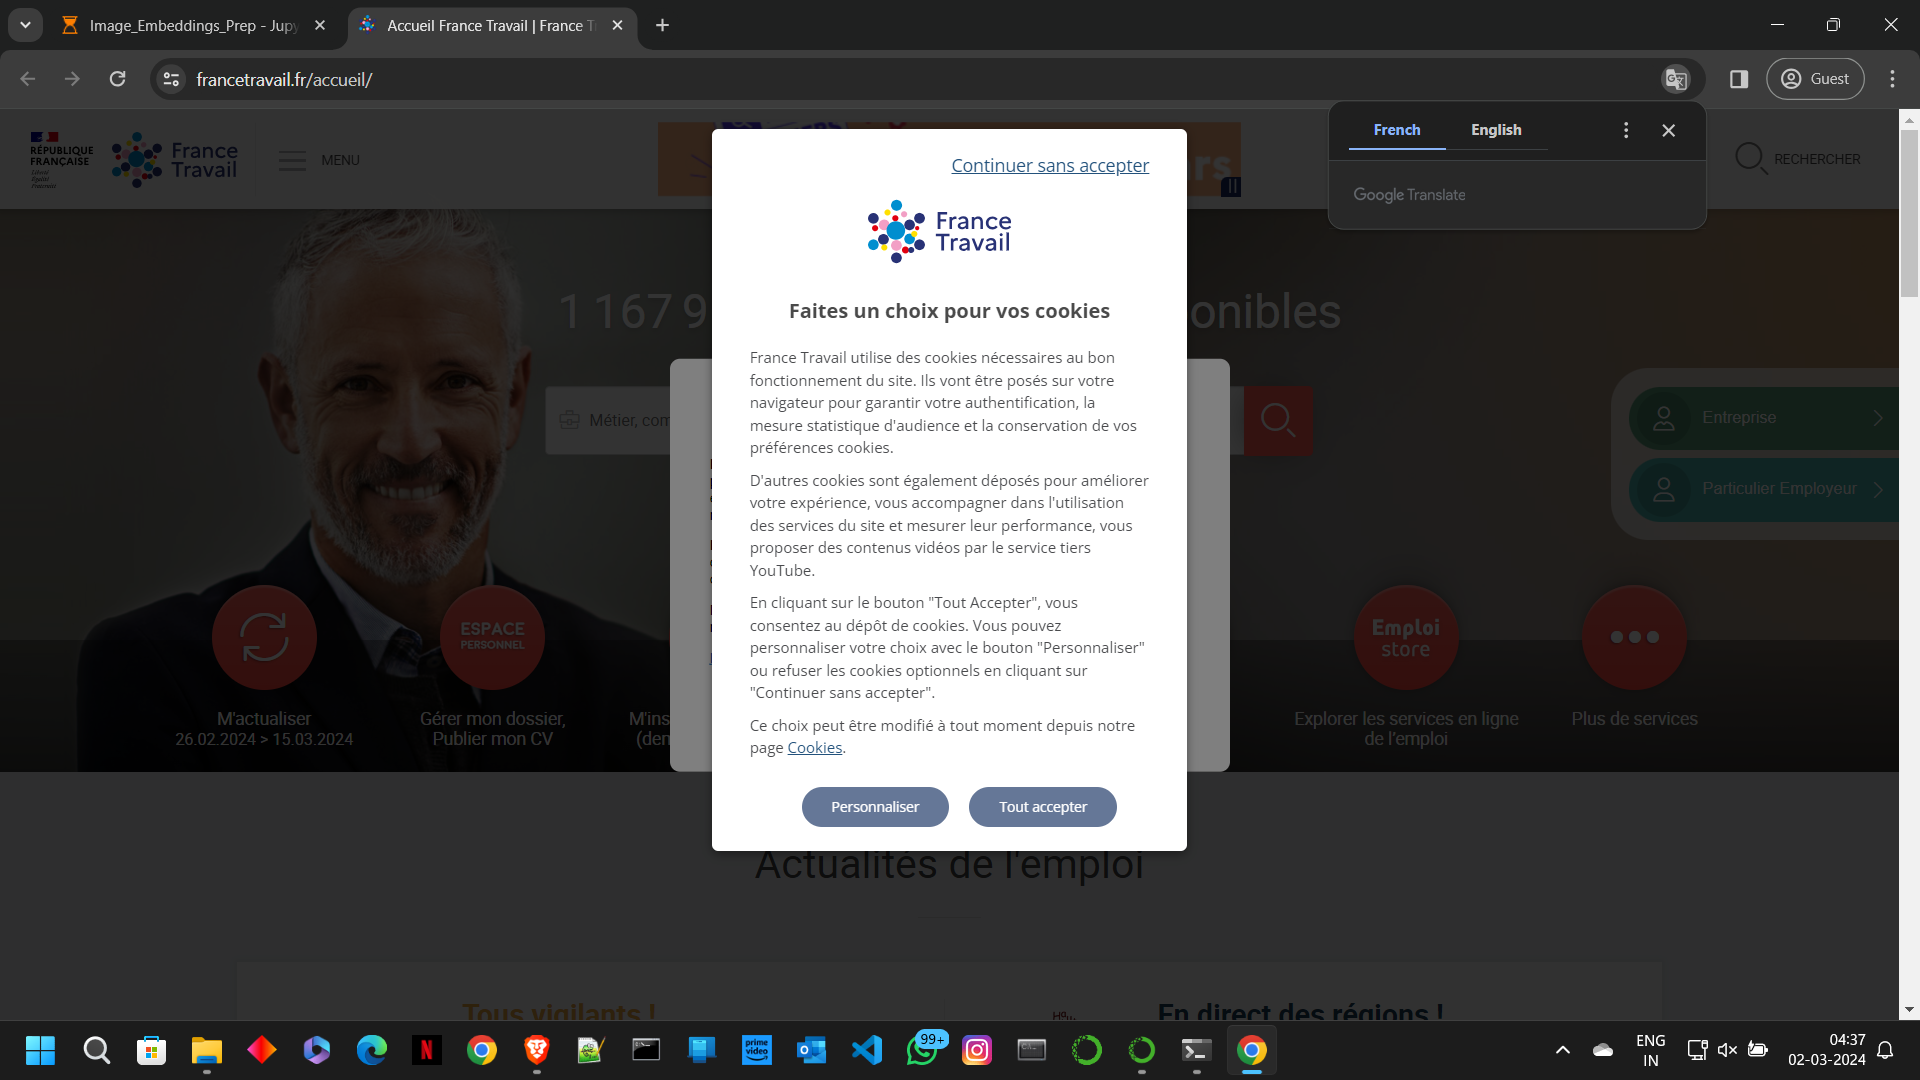 Image_Embeddings_Prep - Jupy
Accueil France Travail | France T
francetravail.fr/accueil/
Guest
French
English
Google Translate
RÉPUBLIQUE
FRANÇAISE
Liberté
Égalité
Fraternité
France
Travail
MENU
RECHERCHER
Continuer sans accepter
France
Travail
Faites un choix pour vos cookies
France Travail utilise des cookies nécessaires au bon
fonctionnement du site. Ils vont être posés sur votre
navigateur pour garantir votre authentification, la
mesure statistique d'audience et la conservation de vos
préférences cookies.
D'autres cookies sont également déposés pour améliorer
votre expérience, vous accompagner dans l'utilisation
des services du site et mesurer leur performance, vous
proposer des contenus vidéos par le service tiers
YouTube.
En cliquant sur le bouton "Tout Accepter", vous
consentez au dépôt de cookies. Vous pouvez
personnaliser votre choix avec le bouton "Personnaliser"
ou refuser les cookies optionnels en cliquant sur
"Continuer sans accepter".
Ce choix peut être modifié à tout moment depuis notre
page Cookies.
Personnaliser
Tout accepter
1 167 9
onibles
Métier, com
Entreprise
Particulier Employeur
ESPACE
PERSONNEL
Emploi
store
M'actualiser
26.02.2024 > 15.03.2024
Gérer mon dossier,
Publier mon CV
M'ins
(den
Explorer les services en ligne
de l'emploi
Plus de services
Actualités de l'emploi
Tous vigilants !
En direct des régions !
prime
video
99+
ENG
IN
04:37
02-03-2024